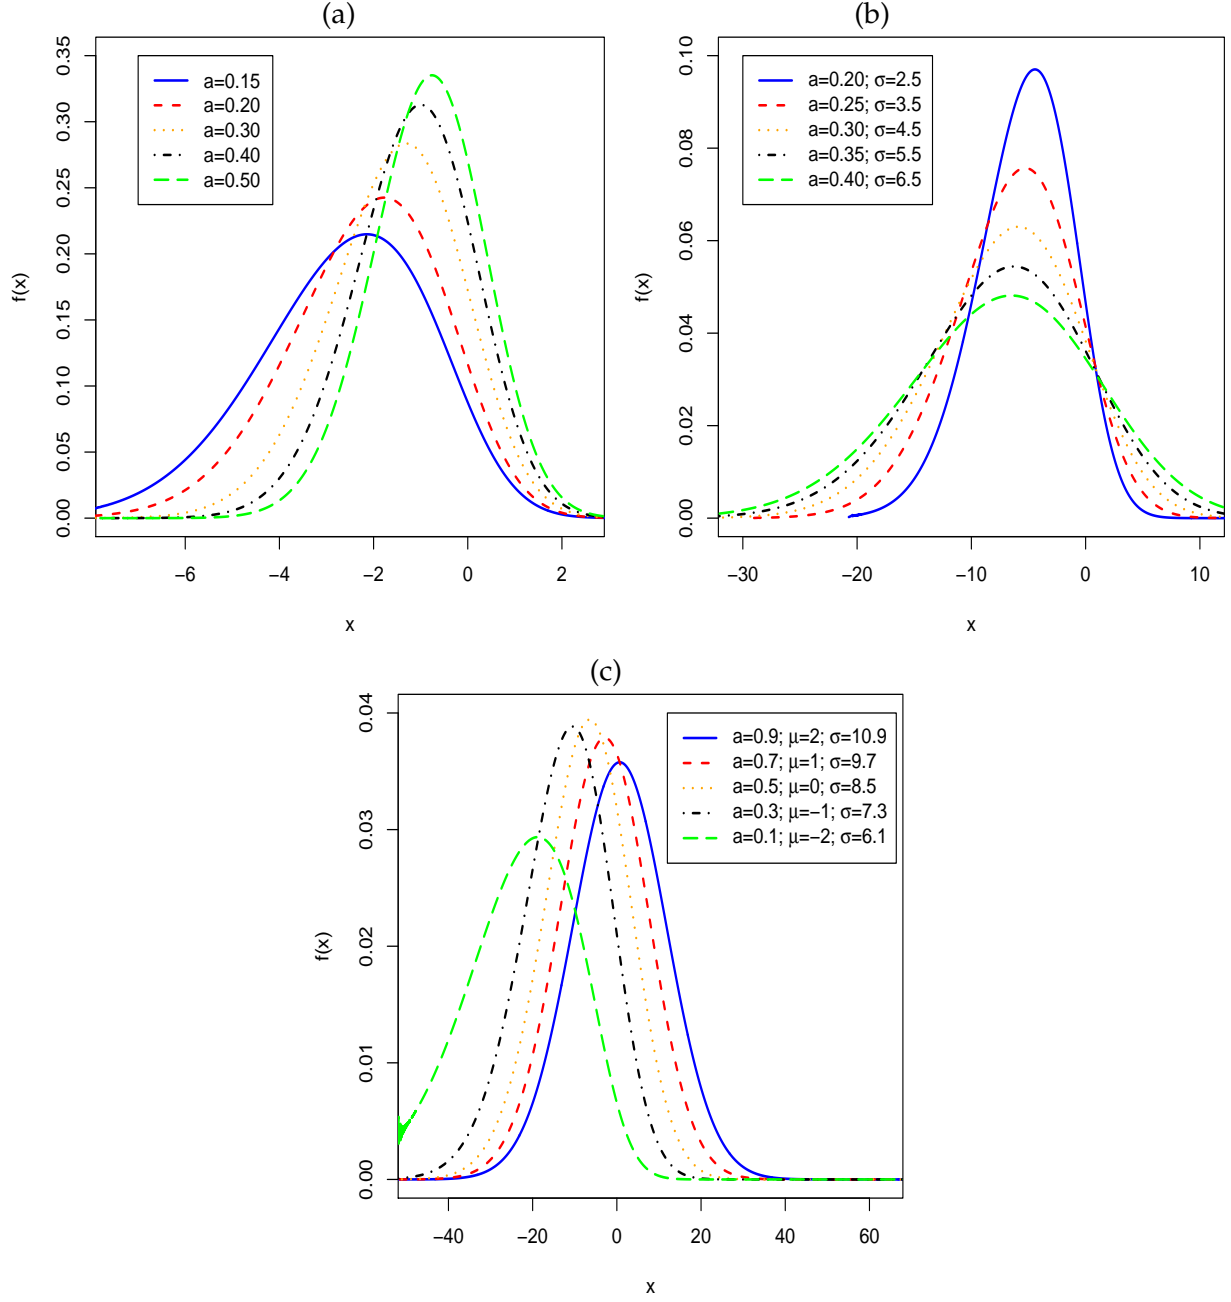 (a)
0.00 0.05 0.10 0.15 0.20 0.25 0.30 0.35
f(x)
a=0.15
a=0.20
a=0.30
a=0.40
a=0.50
−6 −4 −2 0 2
x
(b)
0.00 0.02 0.04 0.06 0.08 0.10
f(x)
a=0.20; σ=2.5
a=0.25; σ=3.5
a=0.30; σ=4.5
a=0.35; σ=5.5
a=0.40; σ=6.5
−30 −20 −10 0 10
x
(c)
0.00 0.01 0.02 0.03 0.04
f(x)
a=0.9; μ=2; σ=10.9
a=0.7; μ=1; σ=9.7
a=0.5; μ=0; σ=8.5
a=0.3; μ=−1; σ=7.3
a=0.1; μ=−2; σ=6.1
−40 −20 0 20 40 60
x